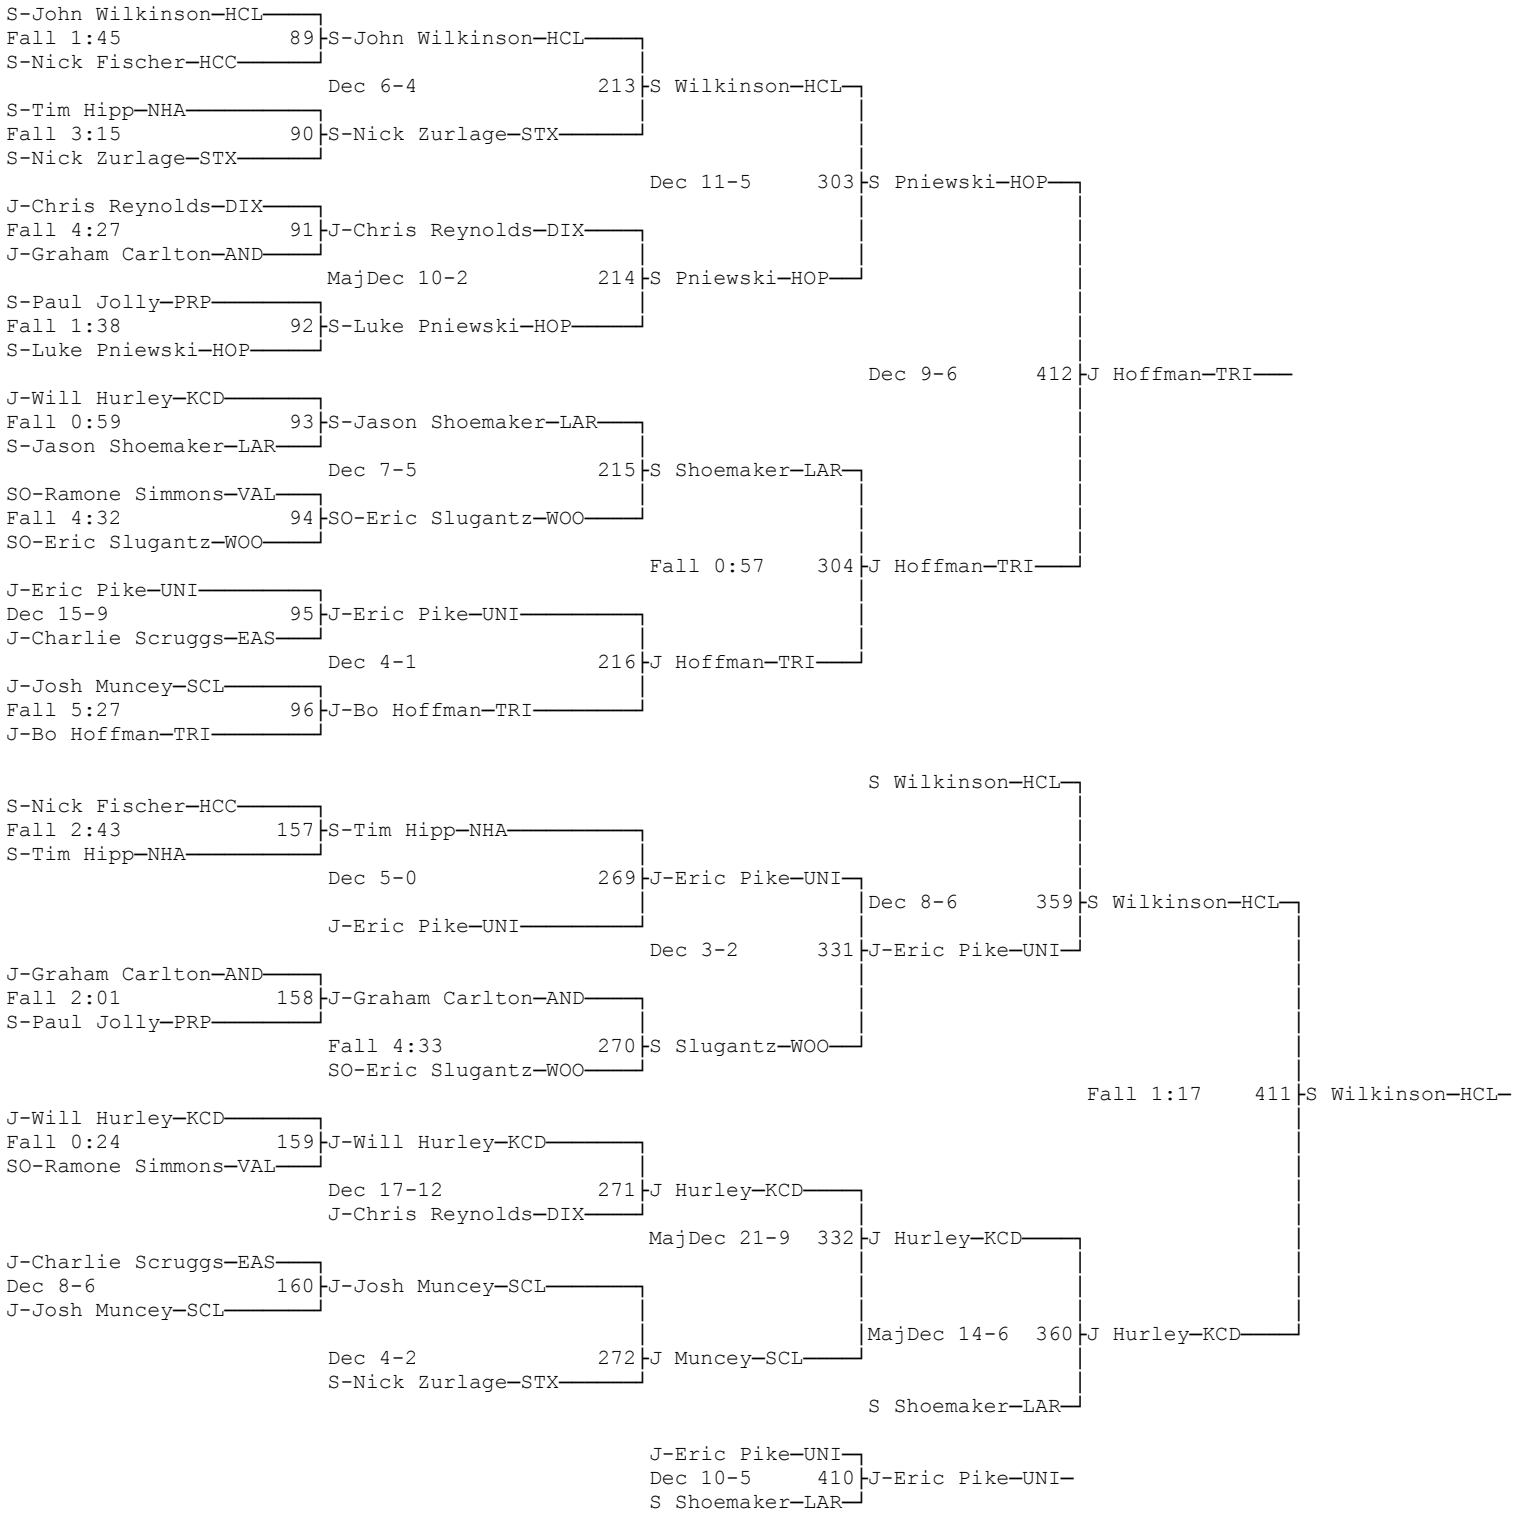 S-John Wilkinson-HCL
Fall 1:45 89 S-John Wilkinson-HCL
S-Nick Fischer-HCC
Dec 6-4 213 S Wilkinson-HCL
S-Tim Hipp-NHA
Fall 3:15 90 S-Nick Zurlage-STX
S-Nick Zurlage-STX
Dec 11-5 303 S Pniewski-HOP
J-Chris Reynolds-DIX
Fall 4:27 91 J-Chris Reynolds-DIX
J-Graham Carlton-AND
MajDec 10-2 214 S Pniewski-HOP
S-Paul Jolly-PRP
Fall 1:38 92 S-Luke Pniewski-HOP
S-Luke Pniewski-HOP
Dec 9-6 412 J Hoffman-TRI
J-Will Hurley-KCD
Fall 0:59 93 S-Jason Shoemaker-LAR
S-Jason Shoemaker-LAR
Dec 7-5 215 S Shoemaker-LAR
SO-Ramone Simmons-VAL
Fall 4:32 94 SO-Eric Slugantz-WOO
SO-Eric Slugantz-WOO
Fall 0:57 304 J Hoffman-TRI
J-Eric Pike-UNI
Dec 15-9 95 J-Eric Pike-UNI
J-Charlie Scruggs-EAS
Dec 4-1 216 J Hoffman-TRI
J-Josh Muncey-SCL
Fall 5:27 96 J-Bo Hoffman-TRI
J-Bo Hoffman-TRI
S Wilkinson-HCL
S-Nick Fischer-HCC
Fall 2:43 157 S-Tim Hipp-NHA
S-Tim Hipp-NHA
Dec 5-0 269 J-Eric Pike-UNI
Dec 8-6 359 S Wilkinson-HCL
J-Eric Pike-UNI
Dec 3-2 331 J-Eric Pike-UNI
J-Graham Carlton-AND
Fall 2:01 158 J-Graham Carlton-AND
S-Paul Jolly-PRP
Fall 4:33 270 S Slugantz-WOO
SO-Eric Slugantz-WOO
Fall 1:17 411 S Wilkinson-HCL
J-Will Hurley-KCD
Fall 0:24 159 J-Will Hurley-KCD
SO-Ramone Simmons-VAL
Dec 17-12 271 J Hurley-KCD
J-Chris Reynolds-DIX
MajDec 21-9 332 J Hurley-KCD
J-Charlie Scruggs-EAS
Dec 8-6 160 J-Josh Muncey-SCL
J-Josh Muncey-SCL
MajDec 14-6 360 J Hurley-KCD
Dec 4-2 272 J Muncey-SCL
S-Nick Zurlage-STX
S Shoemaker-LAR
J-Eric Pike-UNI
Dec 10-5 410 J-Eric Pike-UNI
S Shoemaker-LAR